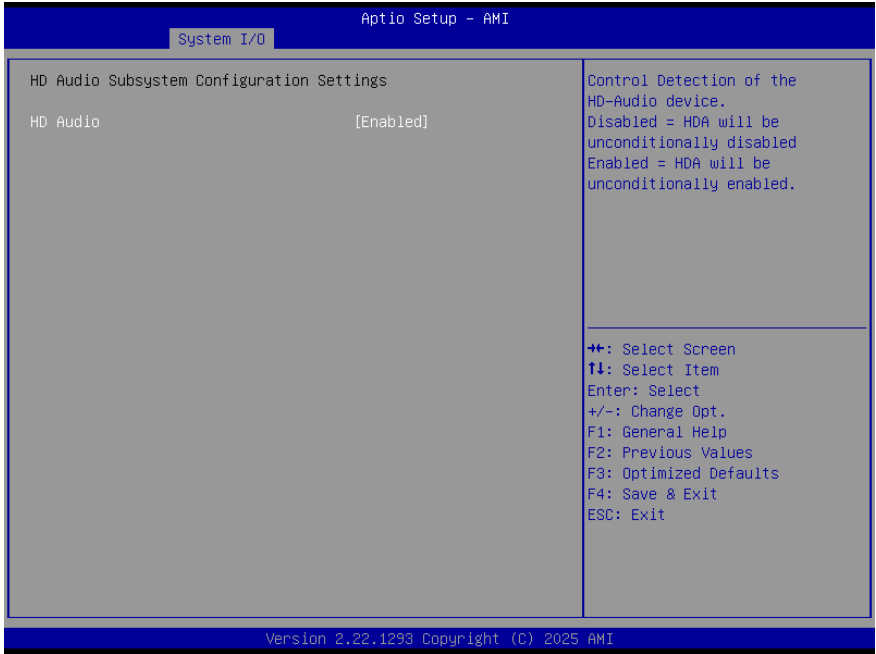 Aptio Setup - AMI
System I/O
HD Audio Subsystem Configuration Settings
HD Audio [Enabled]
Control Detection of the
HD-Audio device.
Disabled = HDA will be
unconditionally disabled
Enabled = HDA will be
unconditionally enabled.
→←: Select Screen
↑↓: Select Item
Enter: Select
+/-: Change Opt.
F1: General Help
F2: Previous Values
F3: Optimized Defaults
F4: Save & Exit
ESC: Exit
Version 2.22.1293 Copyright (C) 2025 AMI